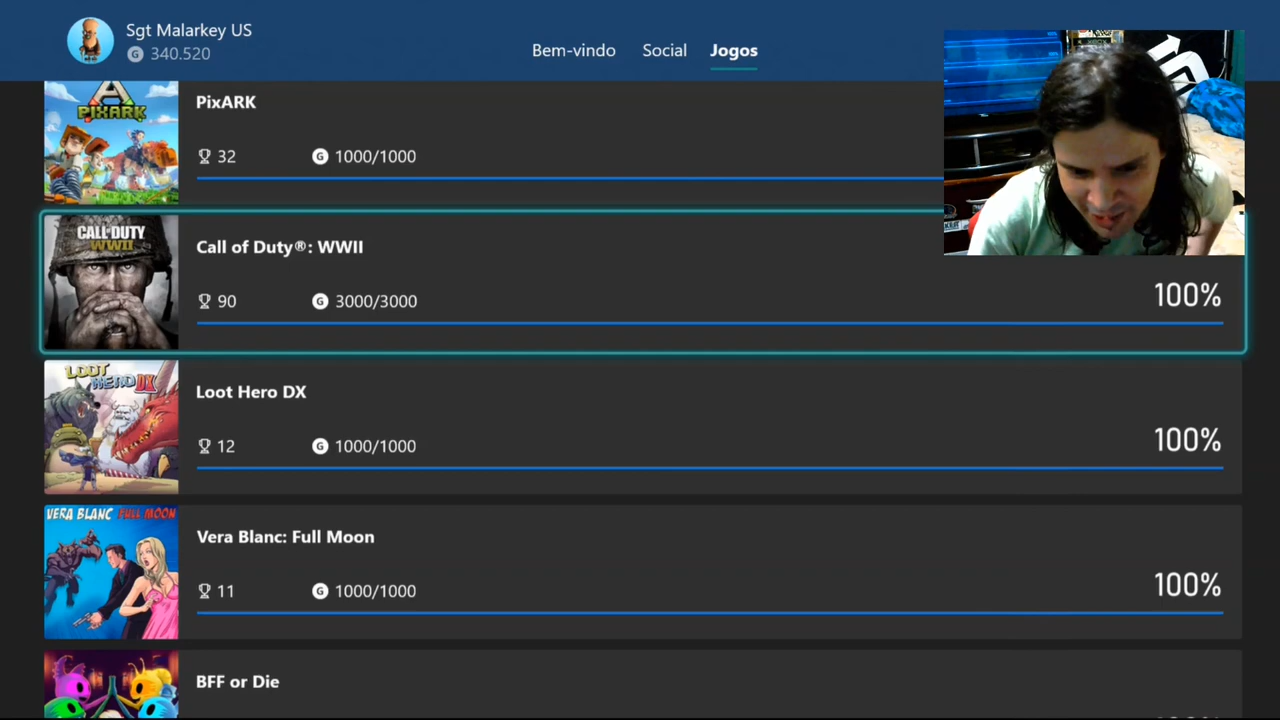 Sgt Malarkey US
G 340.520
Bem-vindo Social Jogos
PIXARK
PixARK
32 G 1000/1000
CALL OF DUTY
WWII
Call of Duty®: WWII
90 G 3000/3000
100%
LOOT HERO DX
Loot Hero DX
12 G 1000/1000
100%
VERA BLANC FULL MOON
Vera Blanc: Full Moon
11 G 1000/1000
100%
BFF or Die